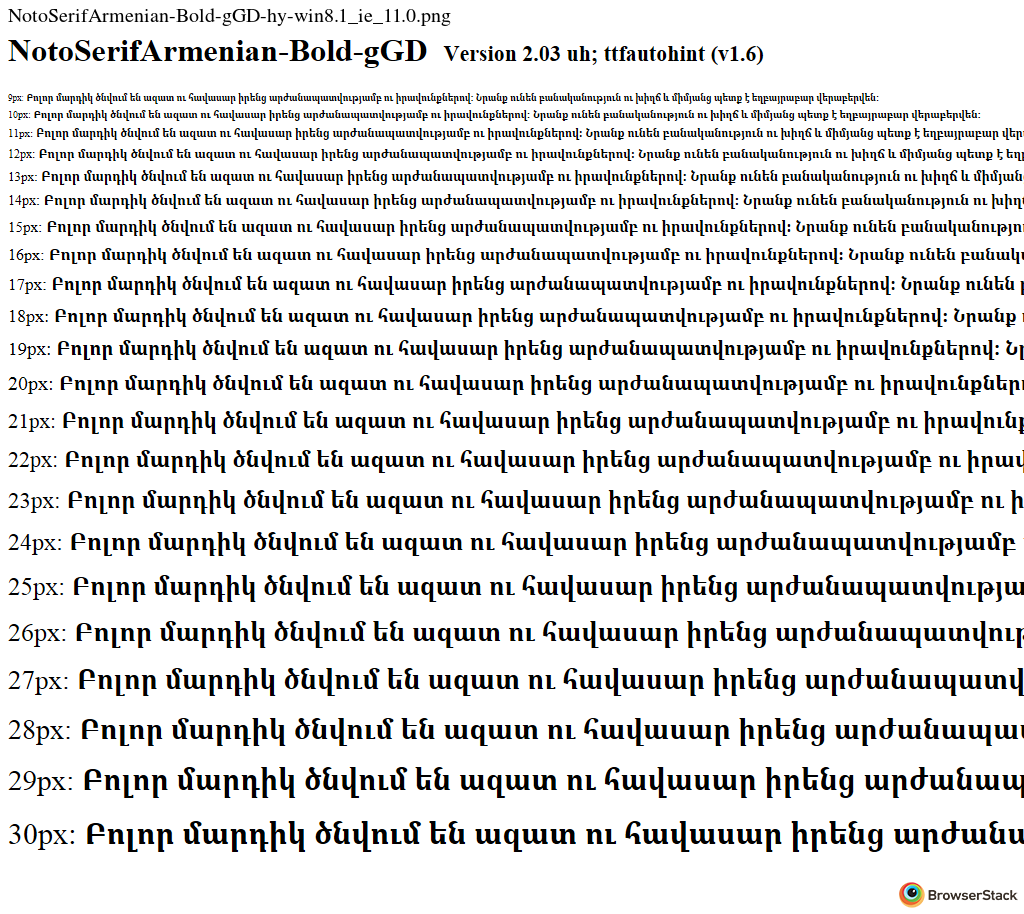 NotoSerifArmenian-Bold-gGD-hy-win8.1_ie_11.0.png
NotoSerifArmenian-Bold-gGD Version 2.03 uh; ttfautohint (v1.6)
9px: Բոլոր մարդիկ ծնվում են ազատ ու հավասար իրենց արժանապատվությամբ ու իրավունքներով։ Նրանք ունեն բանականություն ու խիղճ և միմյանց պետք է եղբայրաբար վերաբերվեն։
10px: Բոլոր մարդիկ ծնվում են ազատ ու հավասար իրենց արժանապատվությամբ ու իրավունքներով։ Նրանք ունեն բանականություն ու խիղճ և միմյանց պետք է եղբայրաբար վերաբերվեն։
11px: Բոլոր մարդիկ ծնվում են ազատ ու հավասար իրենց արժանապատվությամբ ու իրավունքներով։ Նրանք ունեն բանականություն ու խիղճ և միմյանց պետք է եղբայրաբար վեր
12px: Բոլոր մարդիկ ծնվում են ազատ ու հավասար իրենց արժանապատվությամբ ու իրավունքներով։ Նրանք ունեն բանականություն ու խիղճ և միմյանց պետք է եղբ
13px: Բոլոր մարդիկ ծնվում են ազատ ու հավասար իրենց արժանապատվությամբ ու իրավունքներով։ Նրանք ունեն բանականություն ու խիղճ և միմյան
14px: Բոլոր մարդիկ ծնվում են ազատ ու հավասար իրենց արժանապատվությամբ ու իրավունքներով։ Նրանք ունեն բանականություն ու խիղ
15px: Բոլոր մարդիկ ծնվում են ազատ ու հավասար իրենց արժանապատվությամբ ու իրավունքներով։ Նրանք ունեն բանականությո
16px: Բոլոր մարդիկ ծնվում են ազատ ու հավասար իրենց արժանապատվությամբ ու իրավունքներով։ Նրանք ունեն բանակ
17px: Բոլոր մարդիկ ծնվում են ազատ ու հավասար իրենց արժանապատվությամբ ու իրավունքներով։ Նրանք ունեն
18px: Բոլոր մարդիկ ծնվում են ազատ ու հավասար իրենց արժանապատվությամբ ու իրավունքներով։ Նրանք
19px: Բոլոր մարդիկ ծնվում են ազատ ու հավասար իրենց արժանապատվությամբ ու իրավունքներով։ Նր
20px: Բոլոր մարդիկ ծնվում են ազատ ու հավասար իրենց արժանապատվությամբ ու իրավունքներ
21px: Բոլոր մարդիկ ծնվում են ազատ ու հավասար իրենց արժանապատվությամբ ու իրավունք
22px: Բոլոր մարդիկ ծնվում են ազատ ու հավասար իրենց արժանապատվությամբ ու իրավ
23px: Բոլոր մարդիկ ծնվում են ազատ ու հավասար իրենց արժանապատվությամբ ու ի
24px: Բոլոր մարդիկ ծնվում են ազատ ու հավասար իրենց արժանապատվությամբ
25px: Բոլոր մարդիկ ծնվում են ազատ ու հավասար իրենց արժանապատվությա
26px: Բոլոր մարդիկ ծնվում են ազատ ու հավասար իրենց արժանապատվութ
27px: Բոլոր մարդիկ ծնվում են ազատ ու հավասար իրենց արժանապատվ
28px: Բոլոր մարդիկ ծնվում են ազատ ու հավասար իրենց արժանապատ
29px: Բոլոր մարդիկ ծնվում են ազատ ու հավասար իրենց արժանապ
30px: Բոլոր մարդիկ ծնվում են ազատ ու հավասար իրենց արժանա
BrowserStack